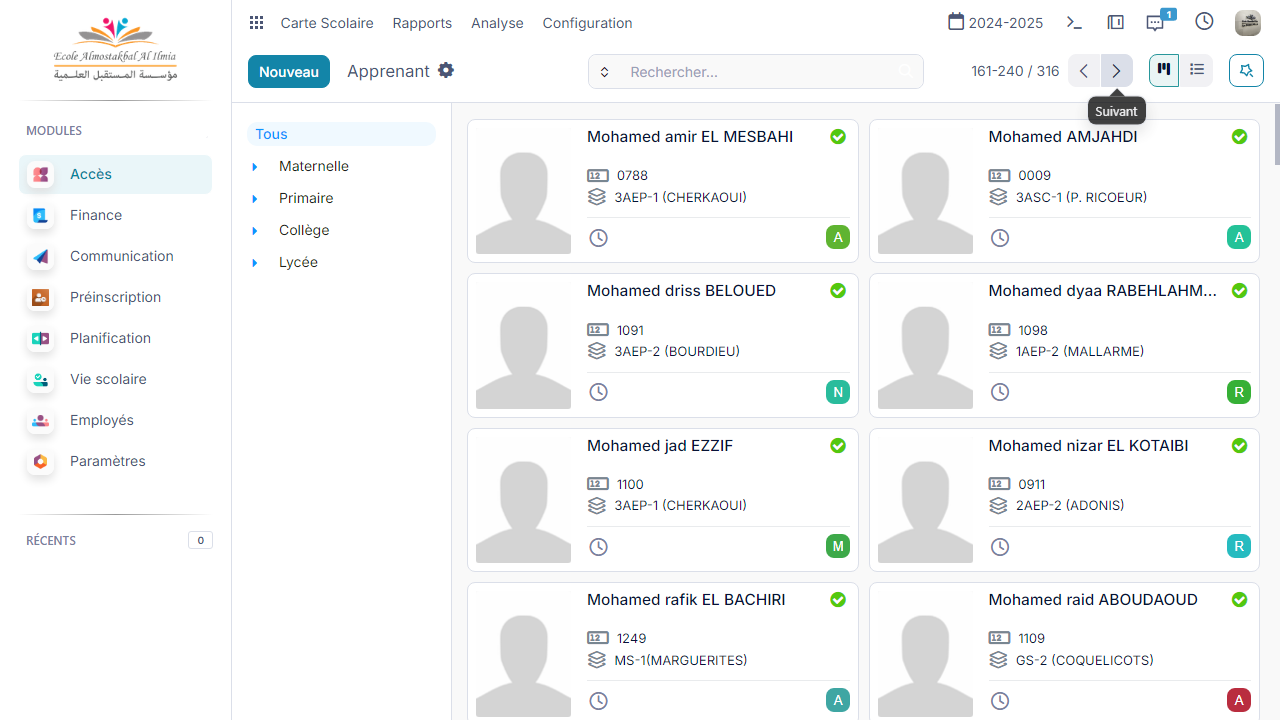 Ecole Almostakbal Al Ilmia
مؤسسة المستقبل العلمية
MODULES
Accès
Finance
Communication
Préinscription
Planification
Vie scolaire
Employés
Paramètres
RÉCENTS 0
Carte Scolaire Rapports Analyse Configuration 2024-2025 1
Nouveau Apprenant Rechercher... 161-240 / 316
Suivant
Tous
Maternelle
Primaire
Collège
Lycée
Mohamed amir EL MESBAHI
0788
3AEP-1 (CHERKAOUI)
A
Mohamed AMJAHDI
0009
3ASC-1 (P. RICOEUR)
A
Mohamed driss BELOUED
1091
3AEP-2 (BOURDIEU)
N
Mohamed dyaa RABEHLAHM...
1098
1AEP-2 (MALLARME)
R
Mohamed jad EZZIF
1100
3AEP-1 (CHERKAOUI)
M
Mohamed nizar EL KOTAIBI
0911
2AEP-2 (ADONIS)
R
Mohamed rafik EL BACHIRI
1249
MS-1(MARGUERITES)
A
Mohamed raid ABOUDAOUD
1109
GS-2 (COQUELICOTS)
A